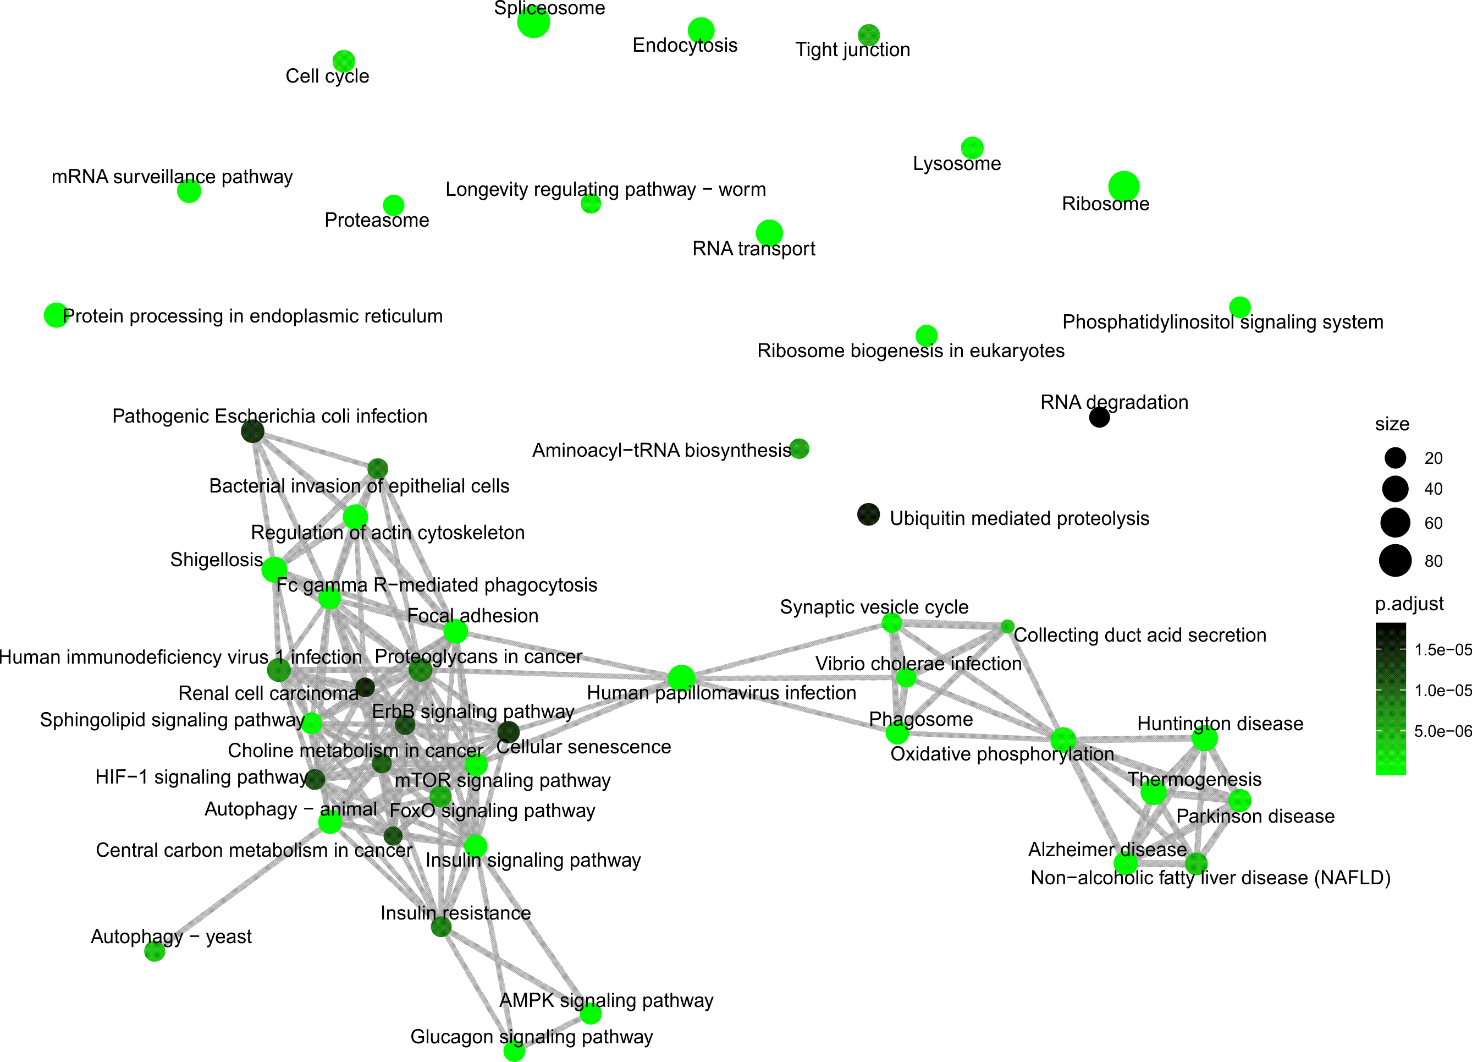 Spliceosome
Endocytosis
Tight junction
Cell cycle
Lysosome
mRNA surveillance pathway
Longevity regulating pathway − worm
Proteasome
Ribosome
RNA transport
Protein processing in endoplasmic reticulum
Phosphatidylinositol signaling system
Ribosome biogenesis in eukaryotes
RNA degradation
Pathogenic Escherichia coli infection
size
Aminoacyl−tRNA biosynthesis
20
Bacterial invasion of epithelial cells
40
Ubiquitin mediated proteolysis
60
Regulation of actin cytoskeleton
Shigellosis
80
Fc gamma R−mediated phagocytosis
p.adjust
Synaptic vesicle cycle
Focal adhesion
Collecting duct acid secretion
1.5e−05
Human immunodeficiency virus 1 infection
Proteoglycans in cancer
Vibrio cholerae infection
1.0e−05
Renal cell carcinoma
Human papillomavirus infection
ErbB signaling pathway
Sphingolipid signaling pathway
Phagosome
Huntington disease
5.0e−06
Choline metabolism in cancer
Cellular senescence
Oxidative phosphorylation
HIF−1 signaling pathway
mTOR signaling pathway
Thermogenesis
Autophagy − animal
FoxO signaling pathway
Parkinson disease
Central carbon metabolism in cancer
Insulin signaling pathway
Alzheimer disease
Non−alcoholic fatty liver disease (NAFLD)
Insulin resistance
Autophagy − yeast
AMPK signaling pathway
Glucagon signaling pathway